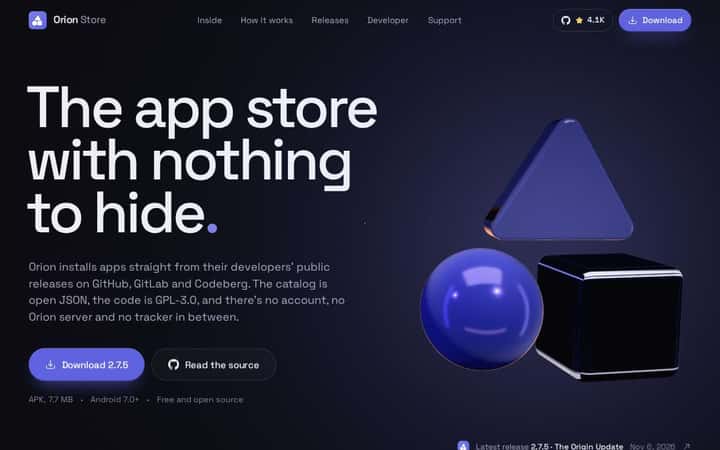 Orion Store
Inside
How it works
Releases
Developer
Support
4.1K
Download
The app store
with nothing
to hide.
Orion installs apps straight from their developers' public
releases on GitHub, GitLab and Codeberg. The catalog is
open JSON, the code is GPL-3.0, and there's no account, no
Orion server and no tracker in between.
Download 2.7.5
Read the source
APK, 7.7 MB • Android 7.0+ • Free and open source
Latest release 2.7.5 · The Origin Update Nov 6, 2026